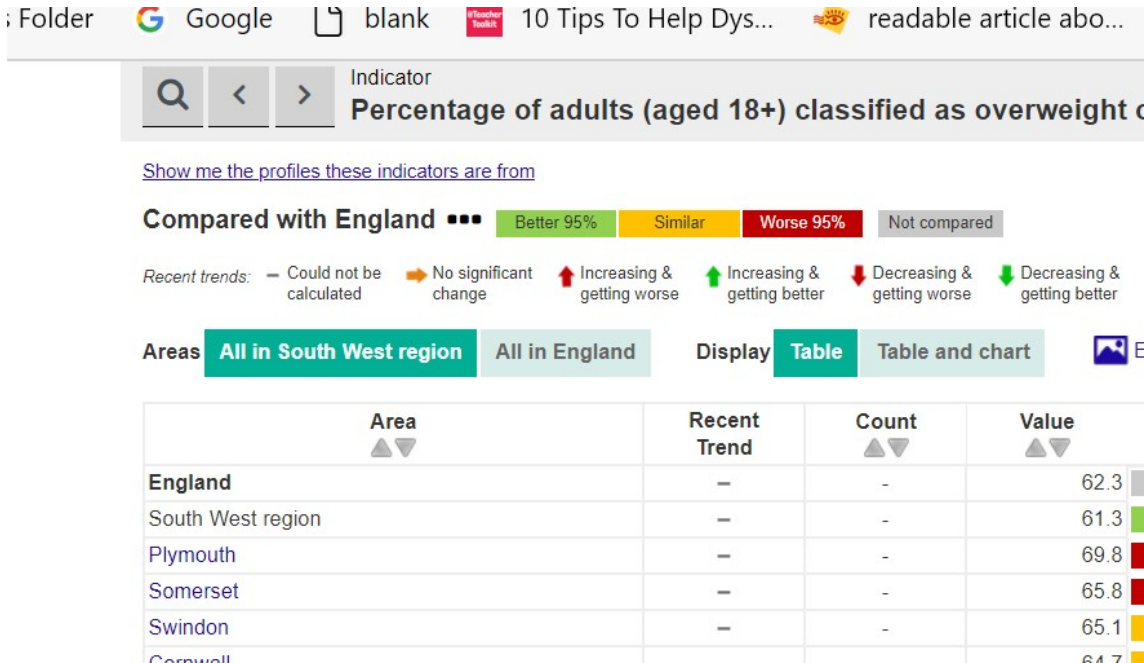 s Folder Google blank #Teacher Toolkit 10 Tips To Help Dys... readable article abo...
Indicator
Percentage of adults (aged 18+) classified as overweight
Show me the profiles these indicators are from
Compared with England ••• Better 95% Similar Worse 95% Not compared
Recent trends: – Could not be calculated No significant change Increasing & getting worse Increasing & getting better Decreasing & getting worse Decreasing & getting better
Areas All in South West region All in England Display Table Table and chart
Area Recent Trend Count Value
England – - 62.3
South West region – - 61.3
Plymouth – - 69.8
Somerset – - 65.8
Swindon – - 65.1
Cornwall 64.7